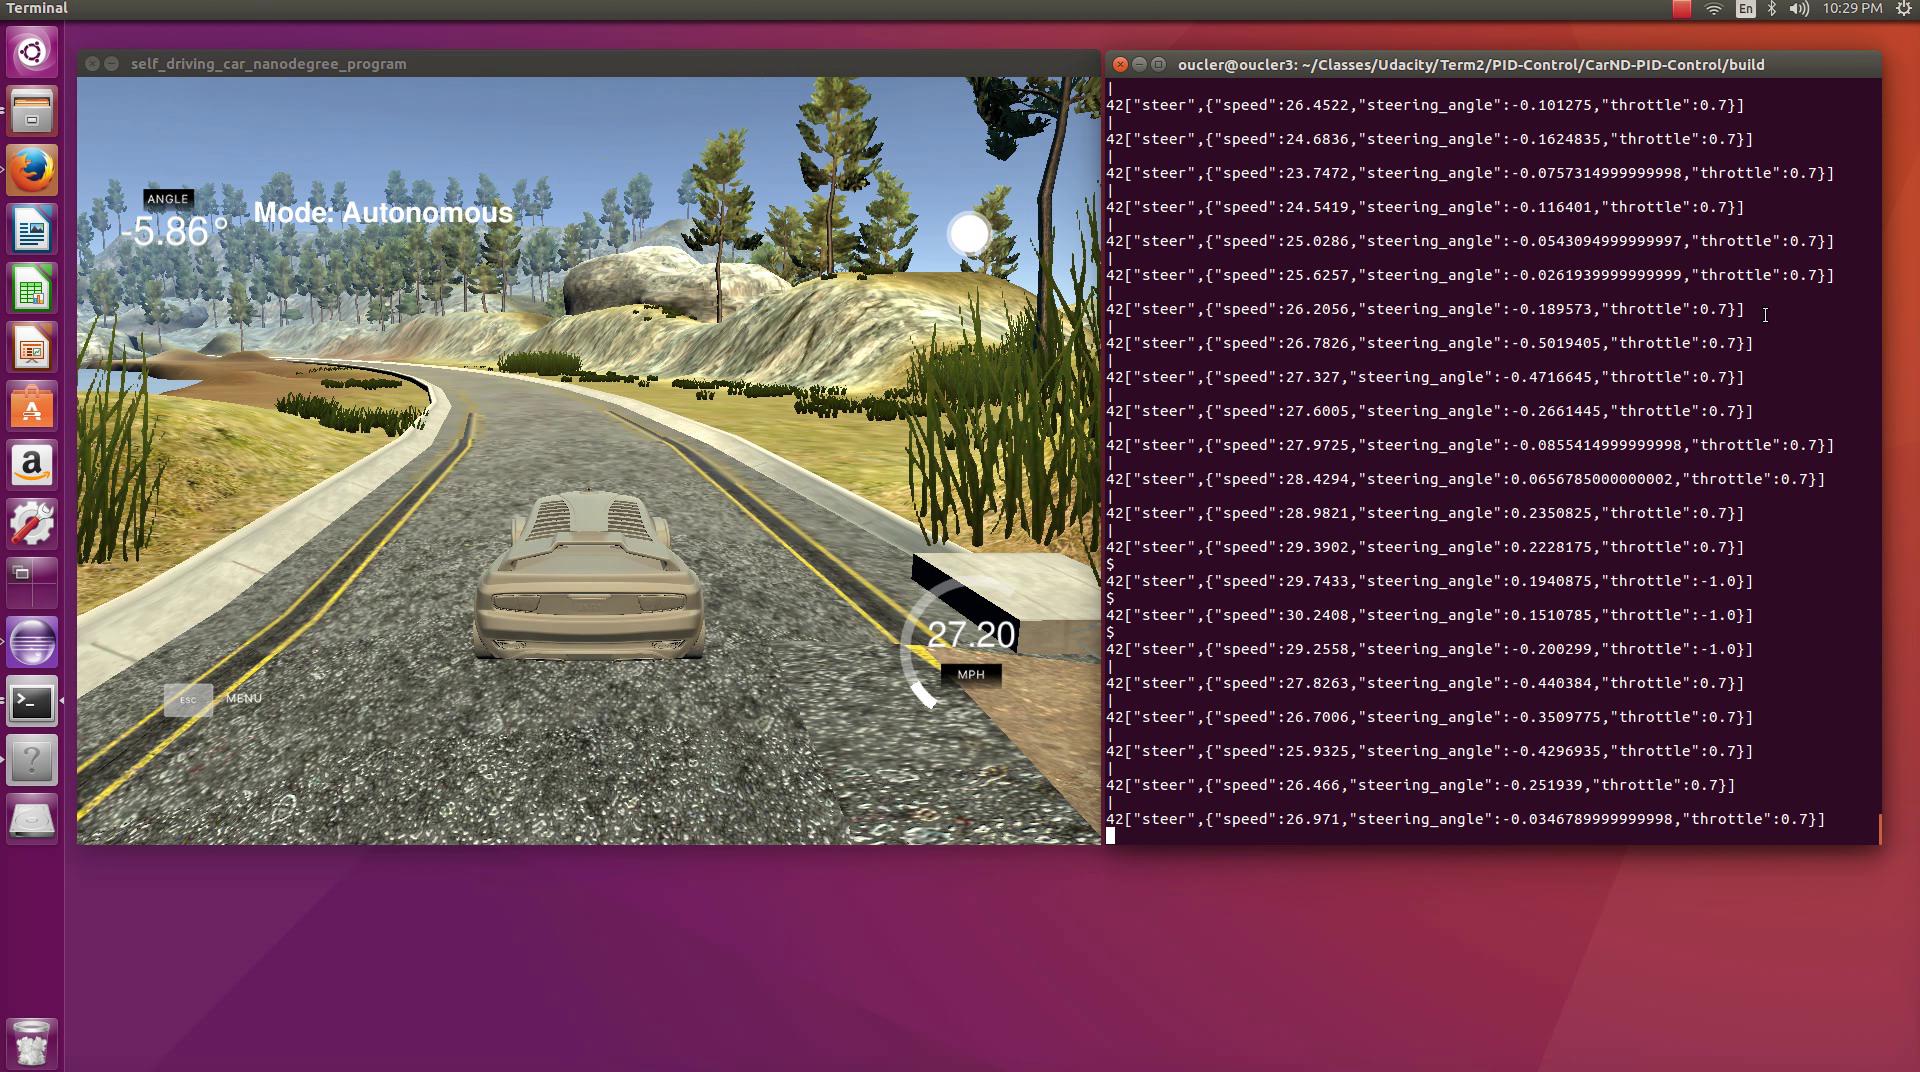 Terminal
En
10:29 PM
self_driving_car_nanodegree_program
ANGLE
-5.86°
Mode: Autonomous
27.20
MPH
ESC
MENU
oucler@oucler3: ~/Classes/Udacity/Term2/PID-Control/CarND-PID-Control/build
|
42["steer",{"speed":26.4522,"steering_angle":-0.101275,"throttle":0.7}]
|
42["steer",{"speed":24.6836,"steering_angle":-0.1624835,"throttle":0.7}]
|
42["steer",{"speed":23.7472,"steering_angle":-0.0757314999999998,"throttle":0.7}]
|
42["steer",{"speed":24.5419,"steering_angle":-0.116401,"throttle":0.7}]
|
42["steer",{"speed":25.0286,"steering_angle":-0.0543094999999997,"throttle":0.7}]
|
42["steer",{"speed":25.6257,"steering_angle":-0.0261939999999999,"throttle":0.7}]
|
42["steer",{"speed":26.2056,"steering_angle":-0.189573,"throttle":0.7}]
|
42["steer",{"speed":26.7826,"steering_angle":-0.5019405,"throttle":0.7}]
|
42["steer",{"speed":27.327,"steering_angle":-0.4716645,"throttle":0.7}]
|
42["steer",{"speed":27.6005,"steering_angle":-0.2661445,"throttle":0.7}]
|
42["steer",{"speed":27.9725,"steering_angle":-0.0855414999999998,"throttle":0.7}]
|
42["steer",{"speed":28.4294,"steering_angle":0.0656785000000002,"throttle":0.7}]
|
42["steer",{"speed":28.9821,"steering_angle":0.2350825,"throttle":0.7}]
|
42["steer",{"speed":29.3902,"steering_angle":0.2228175,"throttle":0.7}]
$
42["steer",{"speed":29.7433,"steering_angle":0.1940875,"throttle":-1.0}]
$
42["steer",{"speed":30.2408,"steering_angle":0.1510785,"throttle":-1.0}]
$
42["steer",{"speed":29.2558,"steering_angle":-0.200299,"throttle":-1.0}]
|
42["steer",{"speed":27.8263,"steering_angle":-0.440384,"throttle":0.7}]
|
42["steer",{"speed":26.7006,"steering_angle":-0.3509775,"throttle":0.7}]
|
42["steer",{"speed":25.9325,"steering_angle":-0.4296935,"throttle":0.7}]
|
42["steer",{"speed":26.466,"steering_angle":-0.251939,"throttle":0.7}]
|
42["steer",{"speed":26.971,"steering_angle":-0.0346789999999998,"throttle":0.7}]